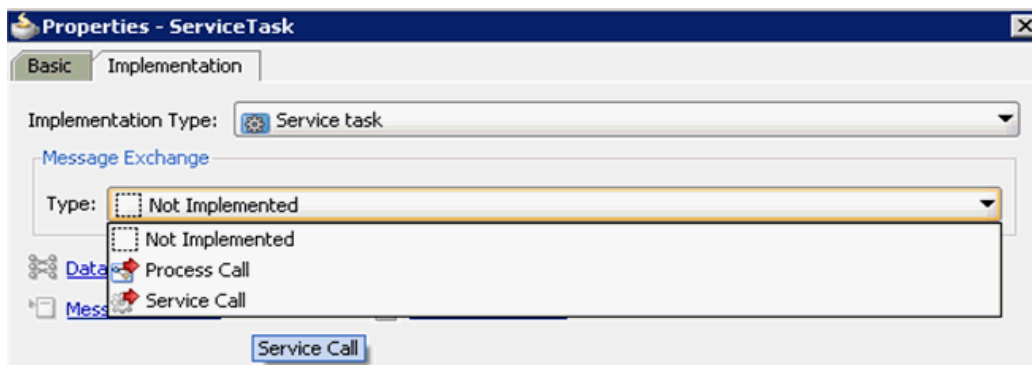 Properties - ServiceTask
Basic Implementation
Implementation Type: Service task
Message Exchange
Type: Not Implemented
Not Implemented
Data
Process Call
Mess
Service Call
Service Call